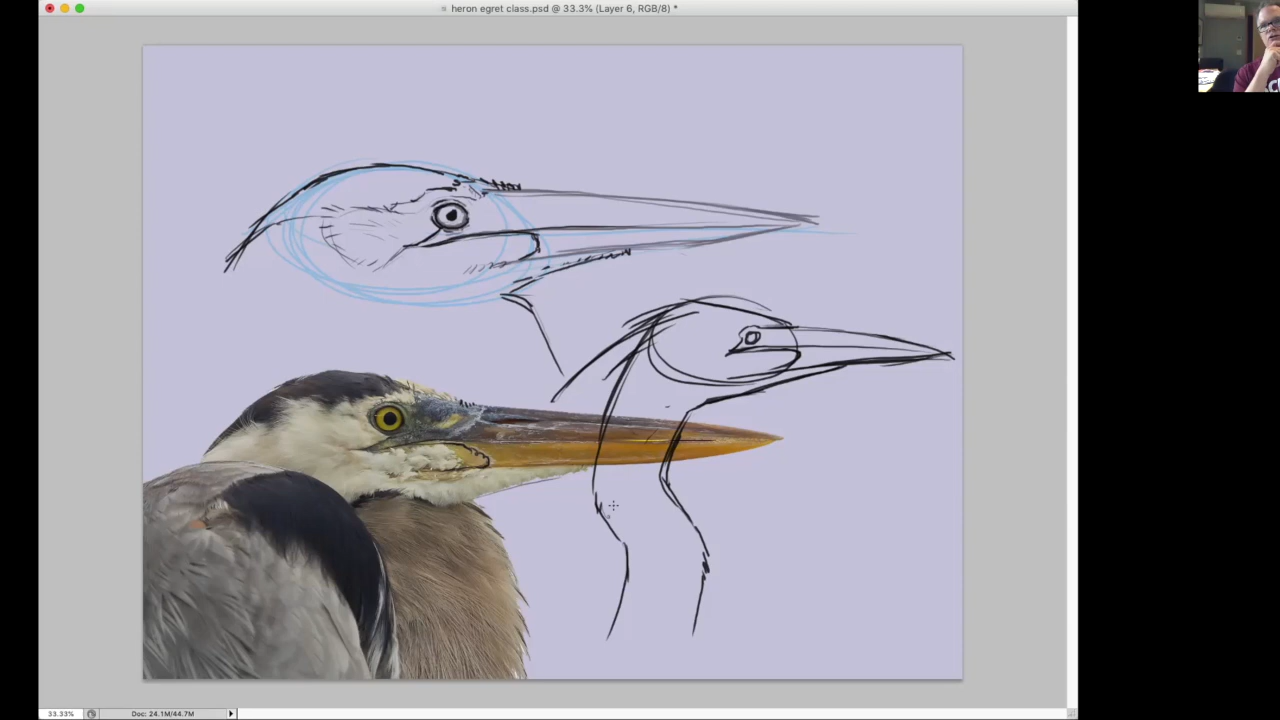 heron egret class.psd @ 33.3% (Layer 6, RGB/8) *
33.33%
Doc: 24.1M/44.7M